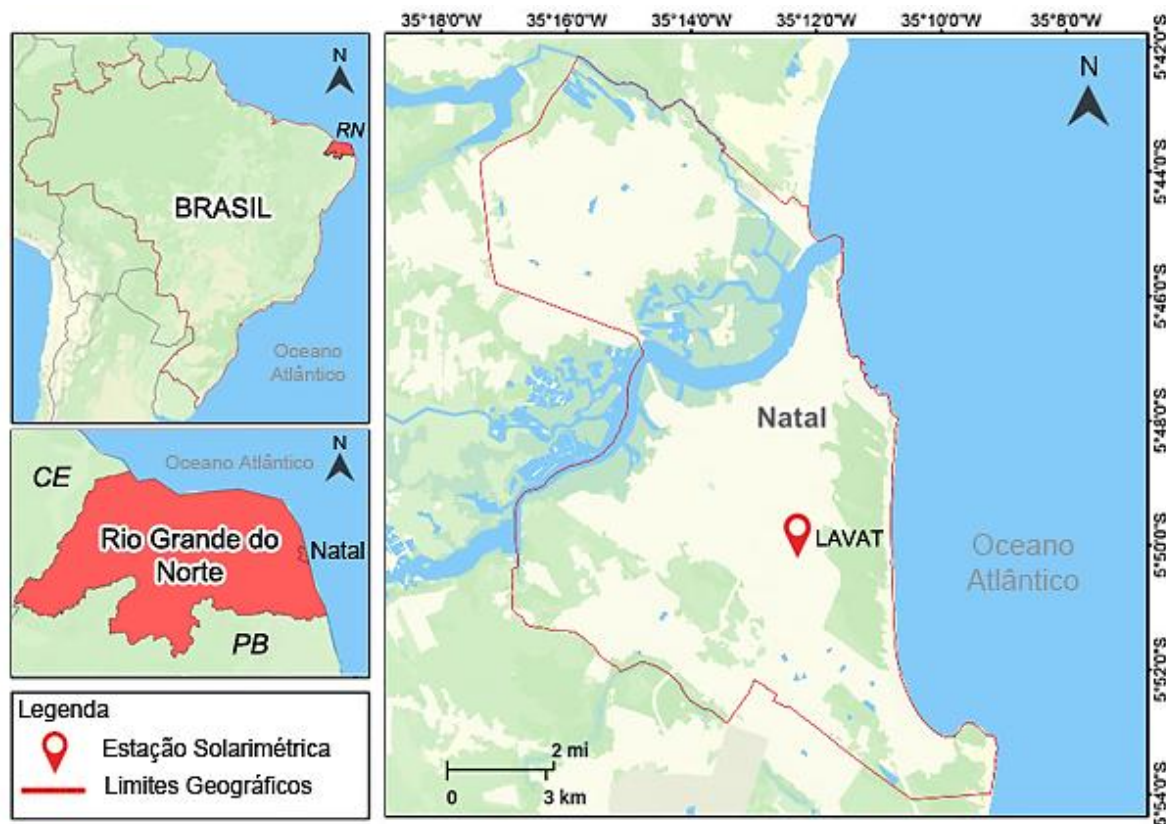 N
RN
BRASIL
Oceano
Atlântico
N
Oceano Atlântico
CE
Rio Grande do
Norte
Natal
PB
Legenda
Estação Solarimétrica
Limites Geográficos
35°18'0"W 35°16'0"W 35°14'0"W 35°12'0"W 35°10'0"W 35°8'0"W
5°42'0"S
5°44'0"S
5°46'0"S
5°48'0"S
5°50'0"S
5°52'0"S
5°54'0"S
N
Natal
LAVAT
Oceano
Atlântico
2 mi
0 3 km